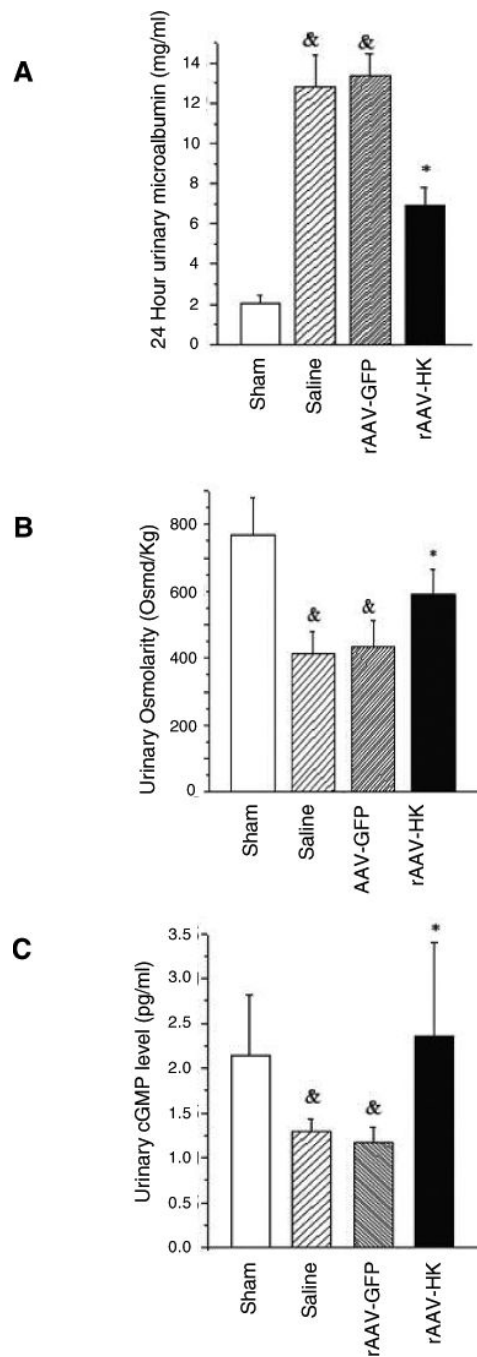 A
24 Hour urinary microalbumin (mg/ml)
14
12
10
8
6
4
2
0
&
&
*
Sham
Saline
rAAV-GFP
rAAV-HK
B
Urinary Osmolarity (Osmd/Kg)
800
600
400
200
0
&
&
*
Sham
Saline
AAV-GFP
rAAV-HK
C
Urinary cGMP level (pg/ml)
3.5
3.0
2.5
2.0
1.5
1.0
0.5
0.0
&
&
*
Sham
Saline
rAAV-GFP
rAAV-HK